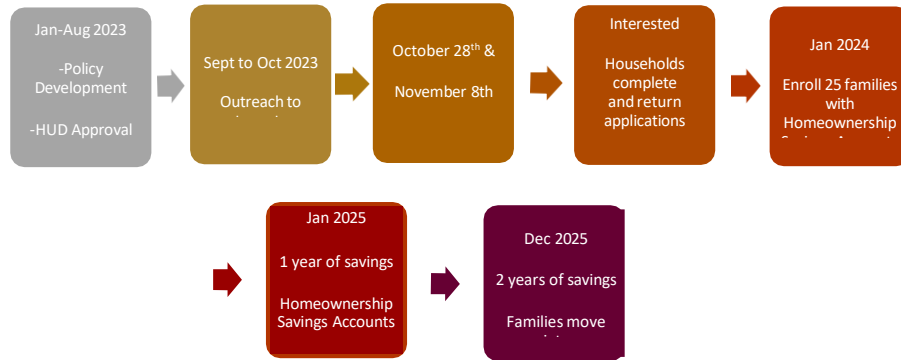 Jan-Aug 2023
-Policy
Development
-HUD Approval
Sept to Oct 2023
Outreach to
October 28th &
November 8th
Interested
Households
complete
and return
applications
Jan 2024
Enroll 25 families
with
Homeownership
Jan 2025
1 year of savings
Homeownership
Savings Accounts
Dec 2025
2 years of savings
Families move